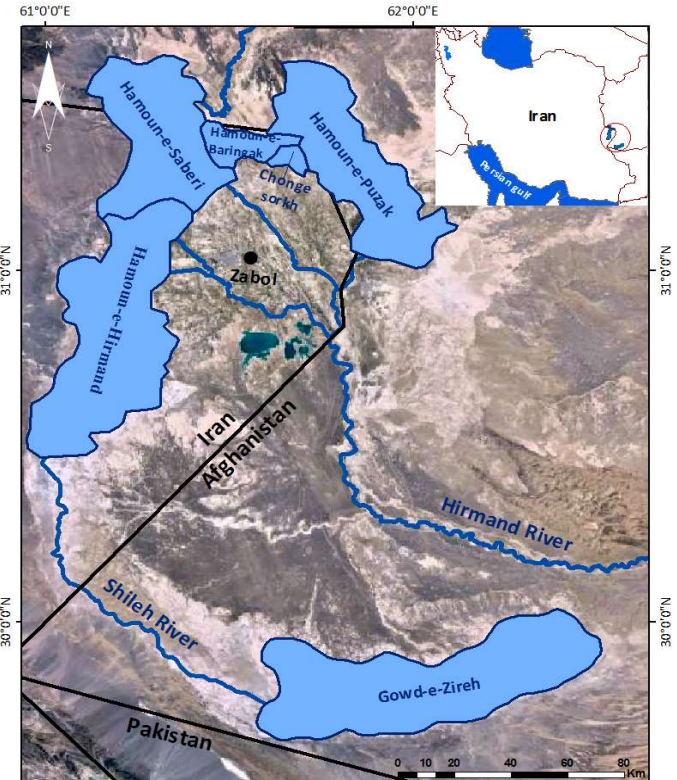 61°0'0"E
62°0'0"E
N
S
Iran
Persian gulf
Hamoun-e-Saberi
Hamoun-e-
Baringak
Chonge
sorkh
Hamoun-e-Puzak
31°0'0"N
31°0'0"N
Zabol
Hamoun-e-Hirmand
Iran
Afghanistan
Hirmand River
Shileh River
30°0'0"N
30°0'0"N
Gowd-e-Zireh
Pakistan
0 10 20 40 60 80
Km